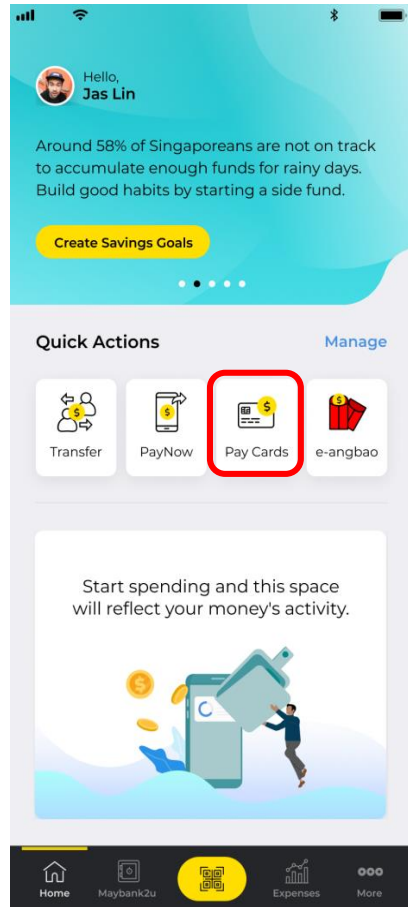 Hello,
Jas Lin
Around 58% of Singaporeans are not on track
to accumulate enough funds for rainy days.
Build good habits by starting a side fund.
Create Savings Goals
Quick Actions
Manage
Transfer
PayNow
Pay Cards
e-angbao
Start spending and this space
will reflect your money's activity.
Home
Maybank2u
Expenses
More